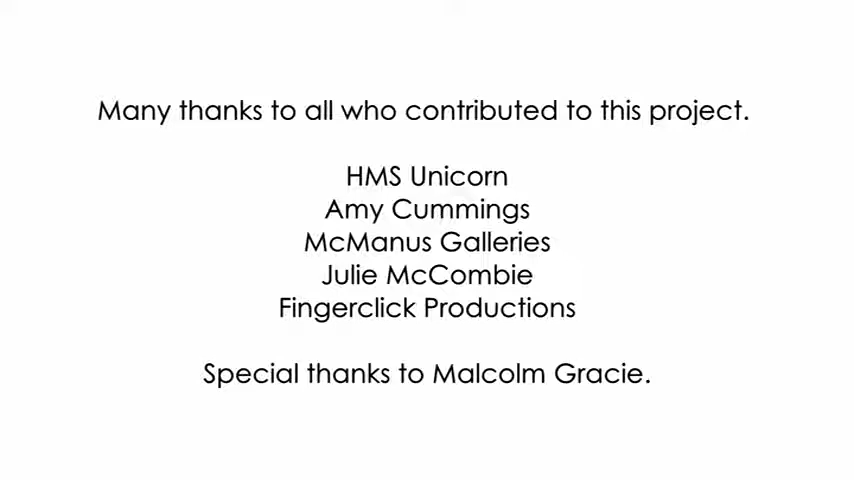 Many thanks to all who contributed to this project.
HMS Unicorn
Amy Cummings
McManus Galleries
Julie McCombie
Fingerclick Productions
Special thanks to Malcolm Gracie.